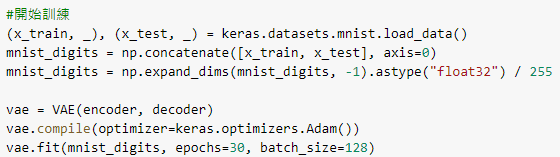 #開始訓練
(x_train, _), (x_test, _) = keras.datasets.mnist.load_data()
mnist_digits = np.concatenate([x_train, x_test], axis=0)
mnist_digits = np.expand_dims(mnist_digits, -1).astype("float32") / 255
vae = VAE(encoder, decoder)
vae.compile(optimizer=keras.optimizers.Adam())
vae.fit(mnist_digits, epochs=30, batch_size=128)